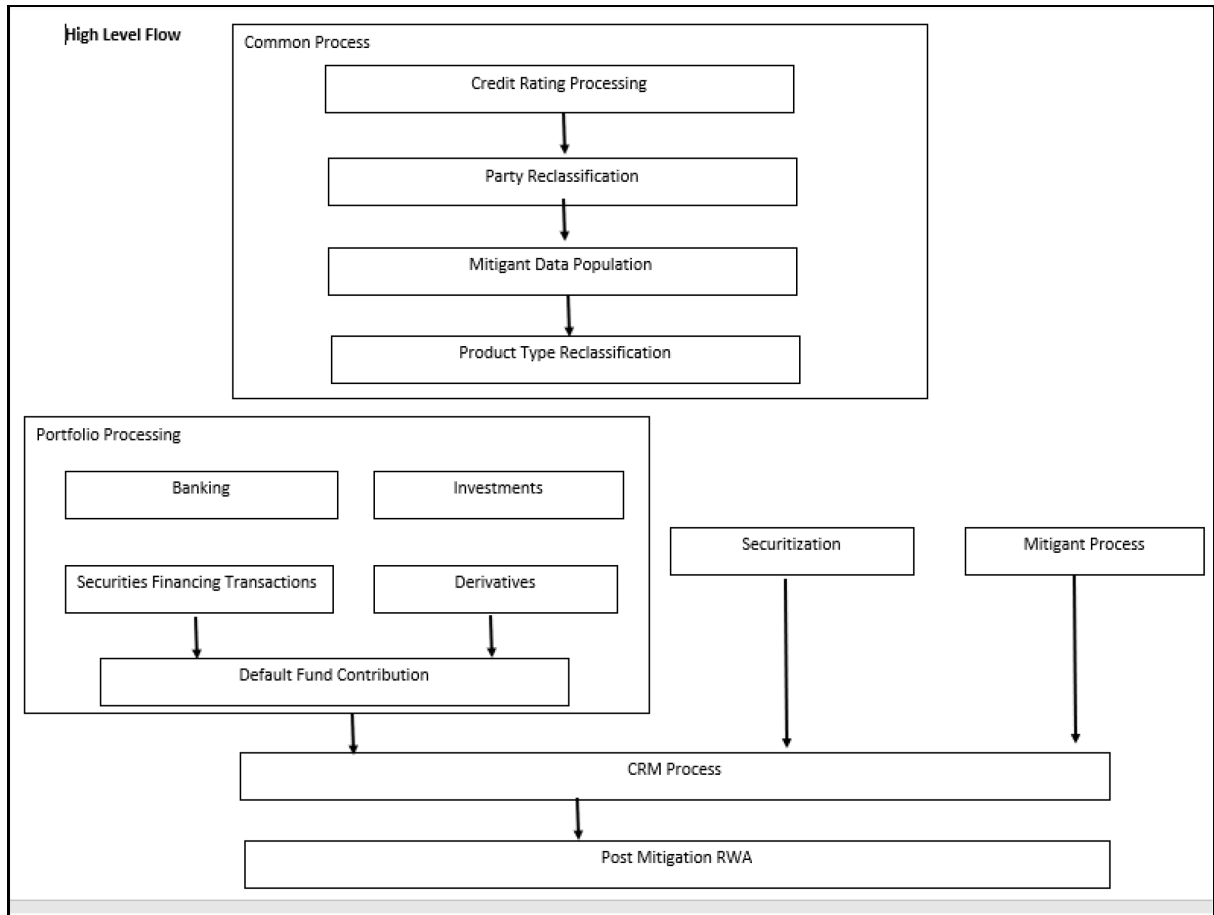 High Level Flow
Common Process
Credit Rating Processing
Party Reclassification
Mitigant Data Population
Product Type Reclassification
Portfolio Processing
Banking
Investments
Securitization
Mitigant Process
Securities Financing Transactions
Derivatives
Default Fund Contribution
CRM Process
Post Mitigation RWA